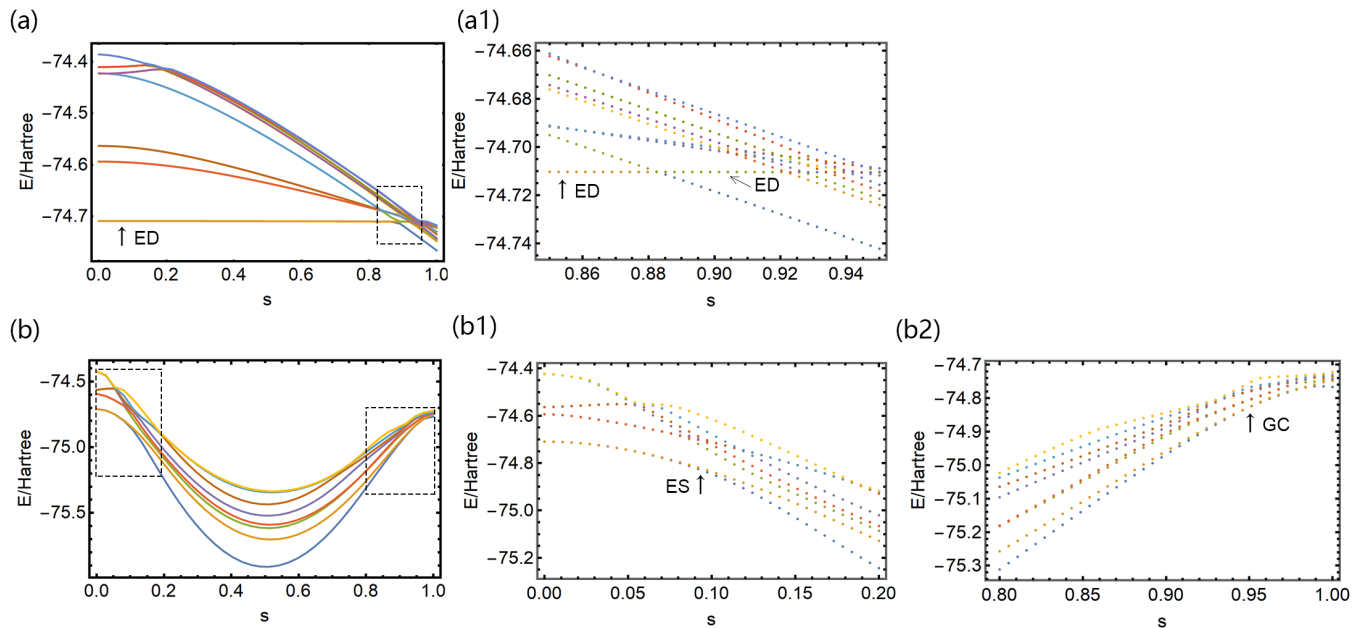 (a)
E/Hartree
−74.4
−74.5
−74.6
−74.7
↑ ED
0.0 0.2 0.4 0.6 0.8 1.0
s
(a1)
E/Hartree
−74.66
−74.68
−74.70
−74.72
−74.74
↑ ED
ED
0.86 0.88 0.90 0.92 0.94
s
(b)
E/Hartree
−74.5
−75.0
−75.5
0.0 0.2 0.4 0.6 0.8 1.0
s
(b1)
E/Hartree
−74.4
−74.6
−74.8
−75.0
−75.2
ES ↑
0.00 0.05 0.10 0.15 0.20
s
(b2)
E/Hartree
−74.7
−74.8
−74.9
−75.0
−75.1
−75.2
−75.3
↑ GC
0.80 0.85 0.90 0.95 1.00
s